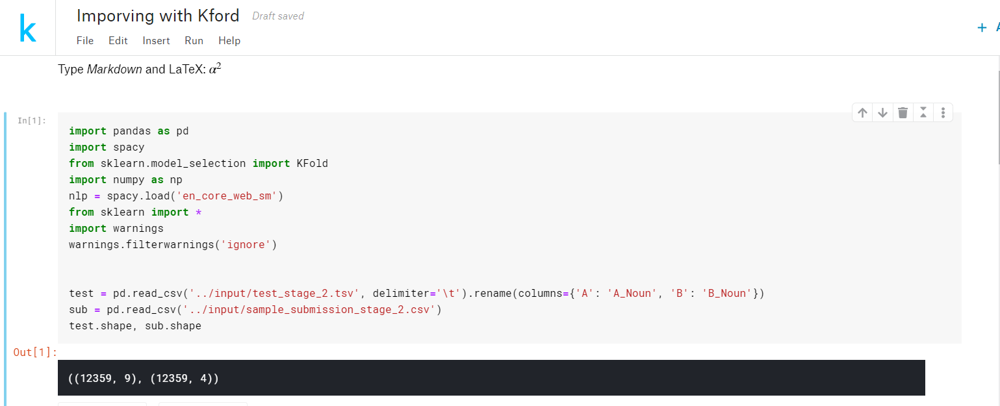 k
Imporving with Kford Draft saved
File Edit Insert Run Help
+
Type Markdown and LaTeX: α²
In[1]:
import pandas as pd
import spacy
from sklearn.model_selection import KFold
import numpy as np
nlp = spacy.load('en_core_web_sm')
from sklearn import *
import warnings
warnings.filterwarnings('ignore')
test = pd.read_csv('../input/test_stage_2.tsv', delimiter='\t').rename(columns={'A': 'A_Noun', 'B': 'B_Noun'})
sub = pd.read_csv('../input/sample_submission_stage_2.csv')
test.shape, sub.shape
Out[1]:
((12359, 9), (12359, 4))